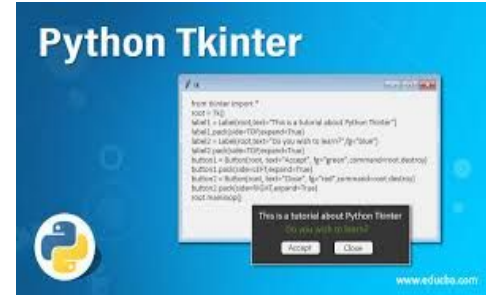 Python Tkinter
tk
from tkinter import *
root = Tk()
label1 = Label(root,text="This is a tutorial about Python Tkinter")
label1.pack(side=TOP,expand=True)
label2 = Label(root,text="Do you wish to learn?",fg="blue")
label2.pack(side=TOP,expand=True)
button1 = Button(root, text="Accept", fg="green",command=root.destroy)
button1.pack(side=LEFT,expand=True)
button2 = Button(root, text="Close", fg="red",command=root.destroy)
button2.pack(side=RIGHT,expand=True)
root.mainloop()
This is a tutorial about Python Tkinter
Do you wish to learn?
Accept Close
www.educba.com